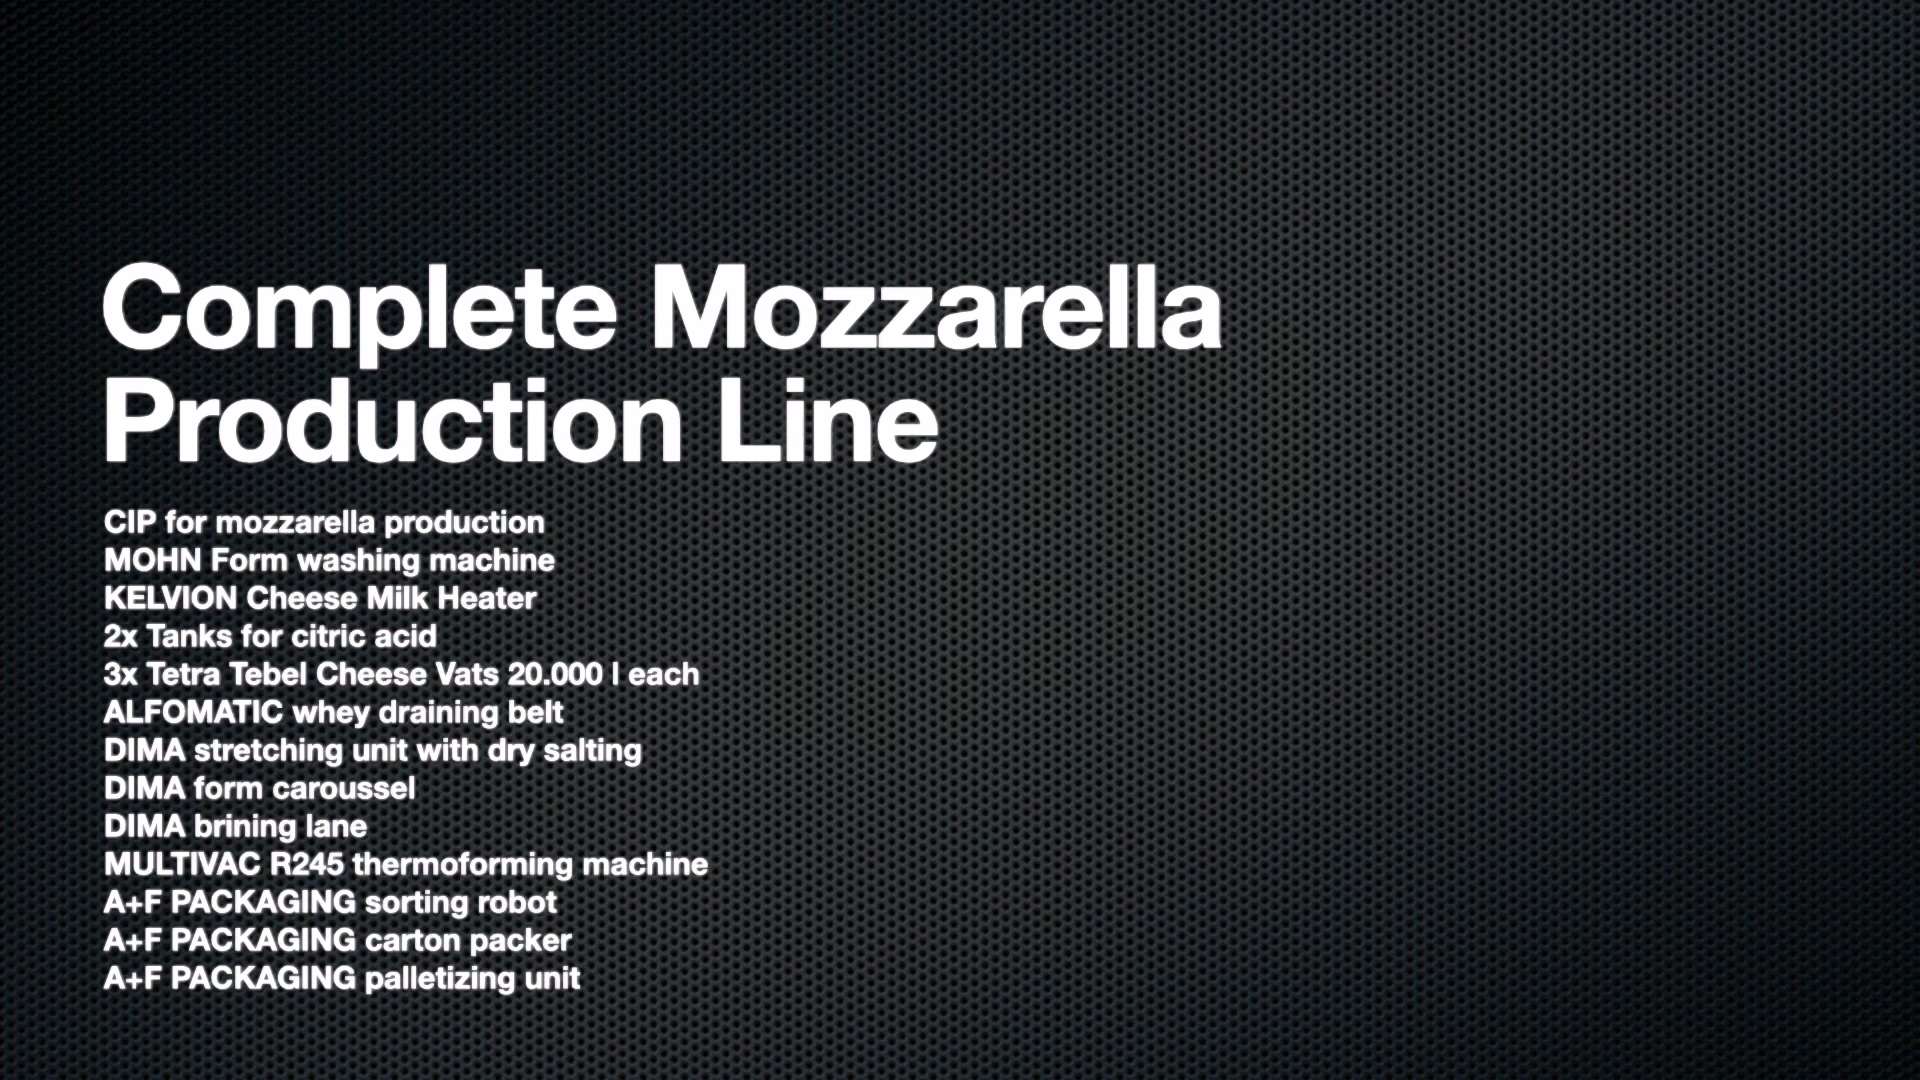 Complete Mozzarella
Production Line
CIP for mozzarella production
MOHN Form washing machine
KELVION Cheese Milk Heater
2x Tanks for citric acid
3x Tetra Tebel Cheese Vats 20.000 l each
ALFOMATIC whey draining belt
DIMA stretching unit with dry salting
DIMA form caroussel
DIMA brining lane
MULTIVAC R245 thermoforming machine
A+F PACKAGING sorting robot
A+F PACKAGING carton packer
A+F PACKAGING palletizing unit